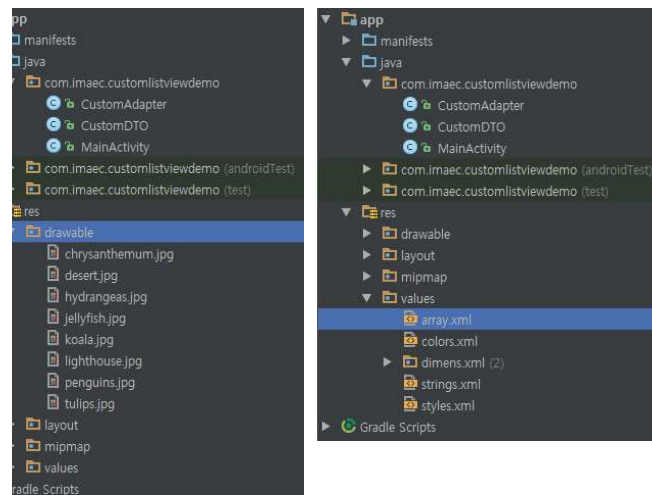 pp
manifests
java
com.imaec.customlistviewdemo
CustomAdapter
CustomDTO
MainActivity
com.imaec.customlistviewdemo (androidTest)
com.imaec.customlistviewdemo (test)
res
drawable
chrysanthemum.jpg
desert.jpg
hydrangeas.jpg
jellyfish.jpg
koala.jpg
lighthouse.jpg
penguins.jpg
tulips.jpg
layout
mipmap
values
radle Scripts
app
manifests
java
com.imaec.customlistviewdemo
CustomAdapter
CustomDTO
MainActivity
com.imaec.customlistviewdemo (androidTest)
com.imaec.customlistviewdemo (test)
res
drawable
layout
mipmap
values
array.xml
colors.xml
dimens.xml (2)
strings.xml
styles.xml
Gradle Scripts